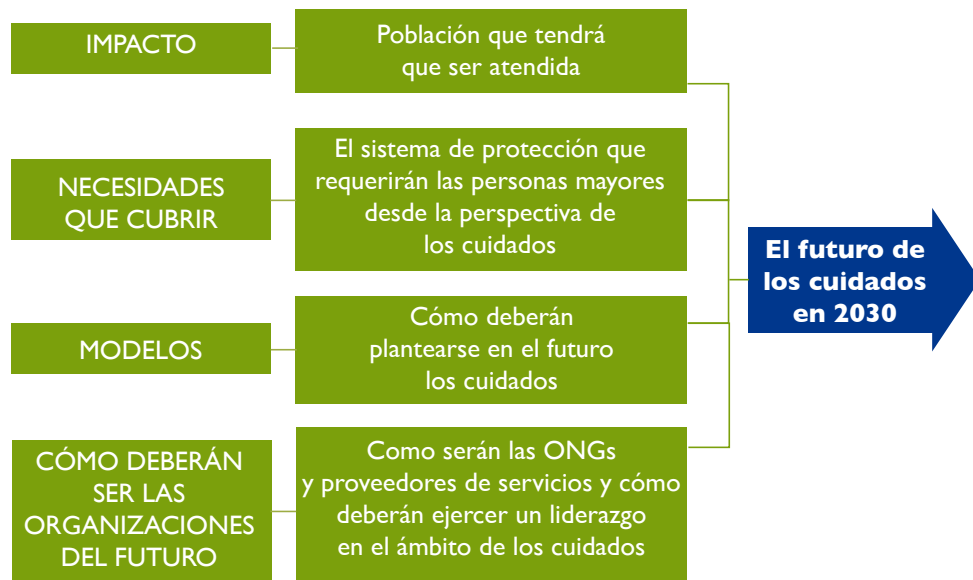 IMPACTO
Población que tendrá
que ser atendida
NECESIDADES
QUE CUBRIR
El sistema de protección que
requerirán las personas mayores
desde la perspectiva de
los cuidados
MODELOS
Cómo deberán
plantearse en el futuro
los cuidados
CÓMO DEBERÁN
SER LAS
ORGANIZACIONES
DEL FUTURO
Como serán las ONGs
y proveedores de servicios y cómo
deberán ejercer un liderazgo
en el ámbito de los cuidados
El futuro de
los cuidados
en 2030